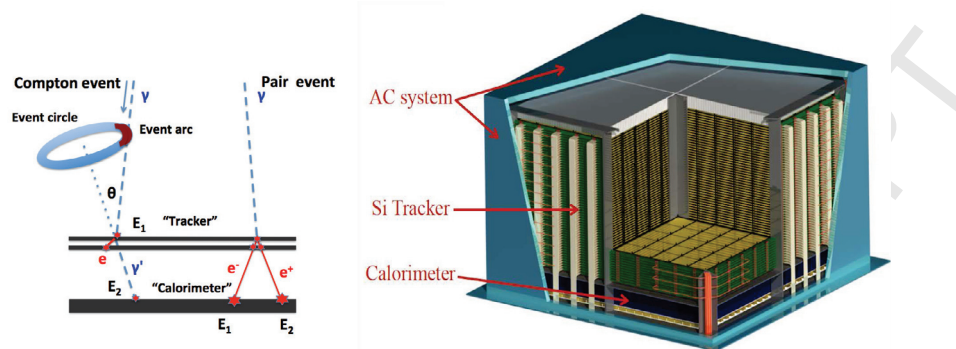 Compton event
Pair event
γ
γ
Event circle
Event arc
θ
E1
"Tracker"
e
γ'
e-
e+
E2
"Calorimeter"
E1
E2
AC system
Si Tracker
Calorimeter